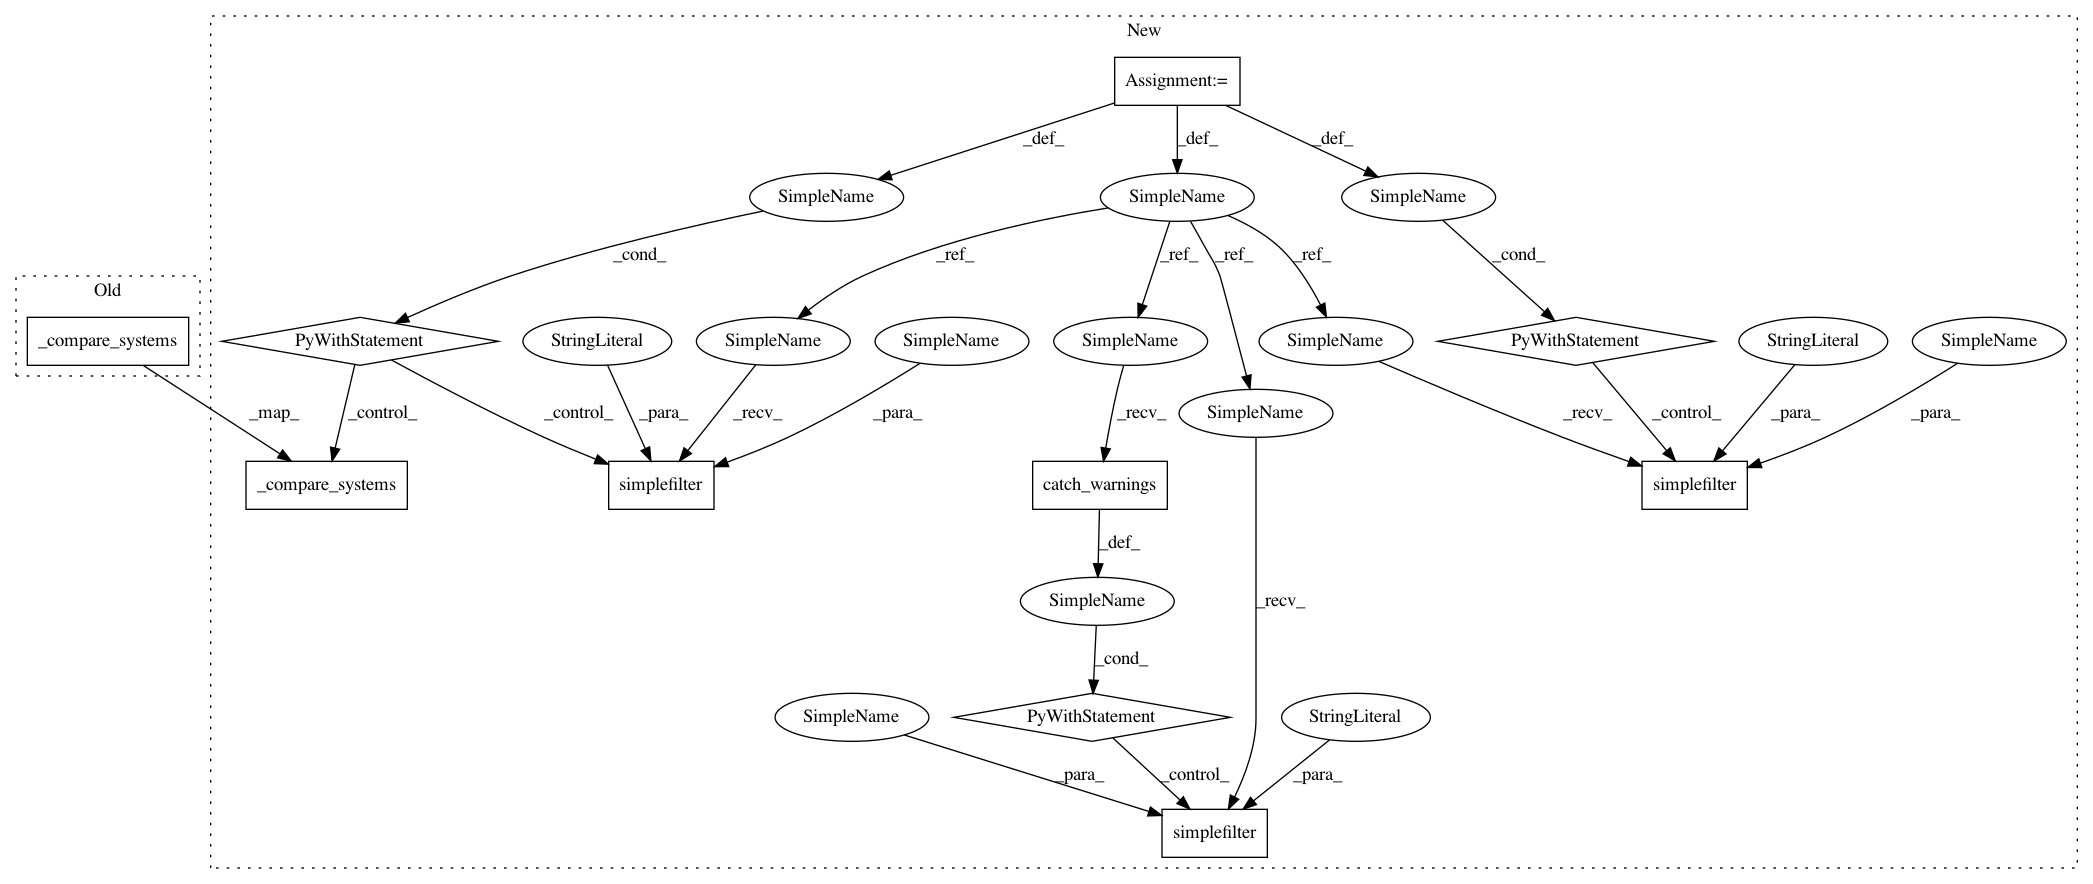 New
Assignment:=
_def_
_def_
_def_
SimpleName
SimpleName
SimpleName
_cond_
_ref_
_ref_
_ref_
_ref_
_cond_
Old
_compare_systems
PyWithStatement
StringLiteral
SimpleName
SimpleName
SimpleName
SimpleName
PyWithStatement
StringLiteral
SimpleName
_map_
_control_
_control_
_para_
_recv_
_para_
_recv_
SimpleName
_recv_
_control_
_para_
_para_
_compare_systems
simplefilter
catch_warnings
simplefilter
_def_
SimpleName
_recv_
_cond_
SimpleName
PyWithStatement
StringLiteral
_para_
_control_
_para_
simplefilter